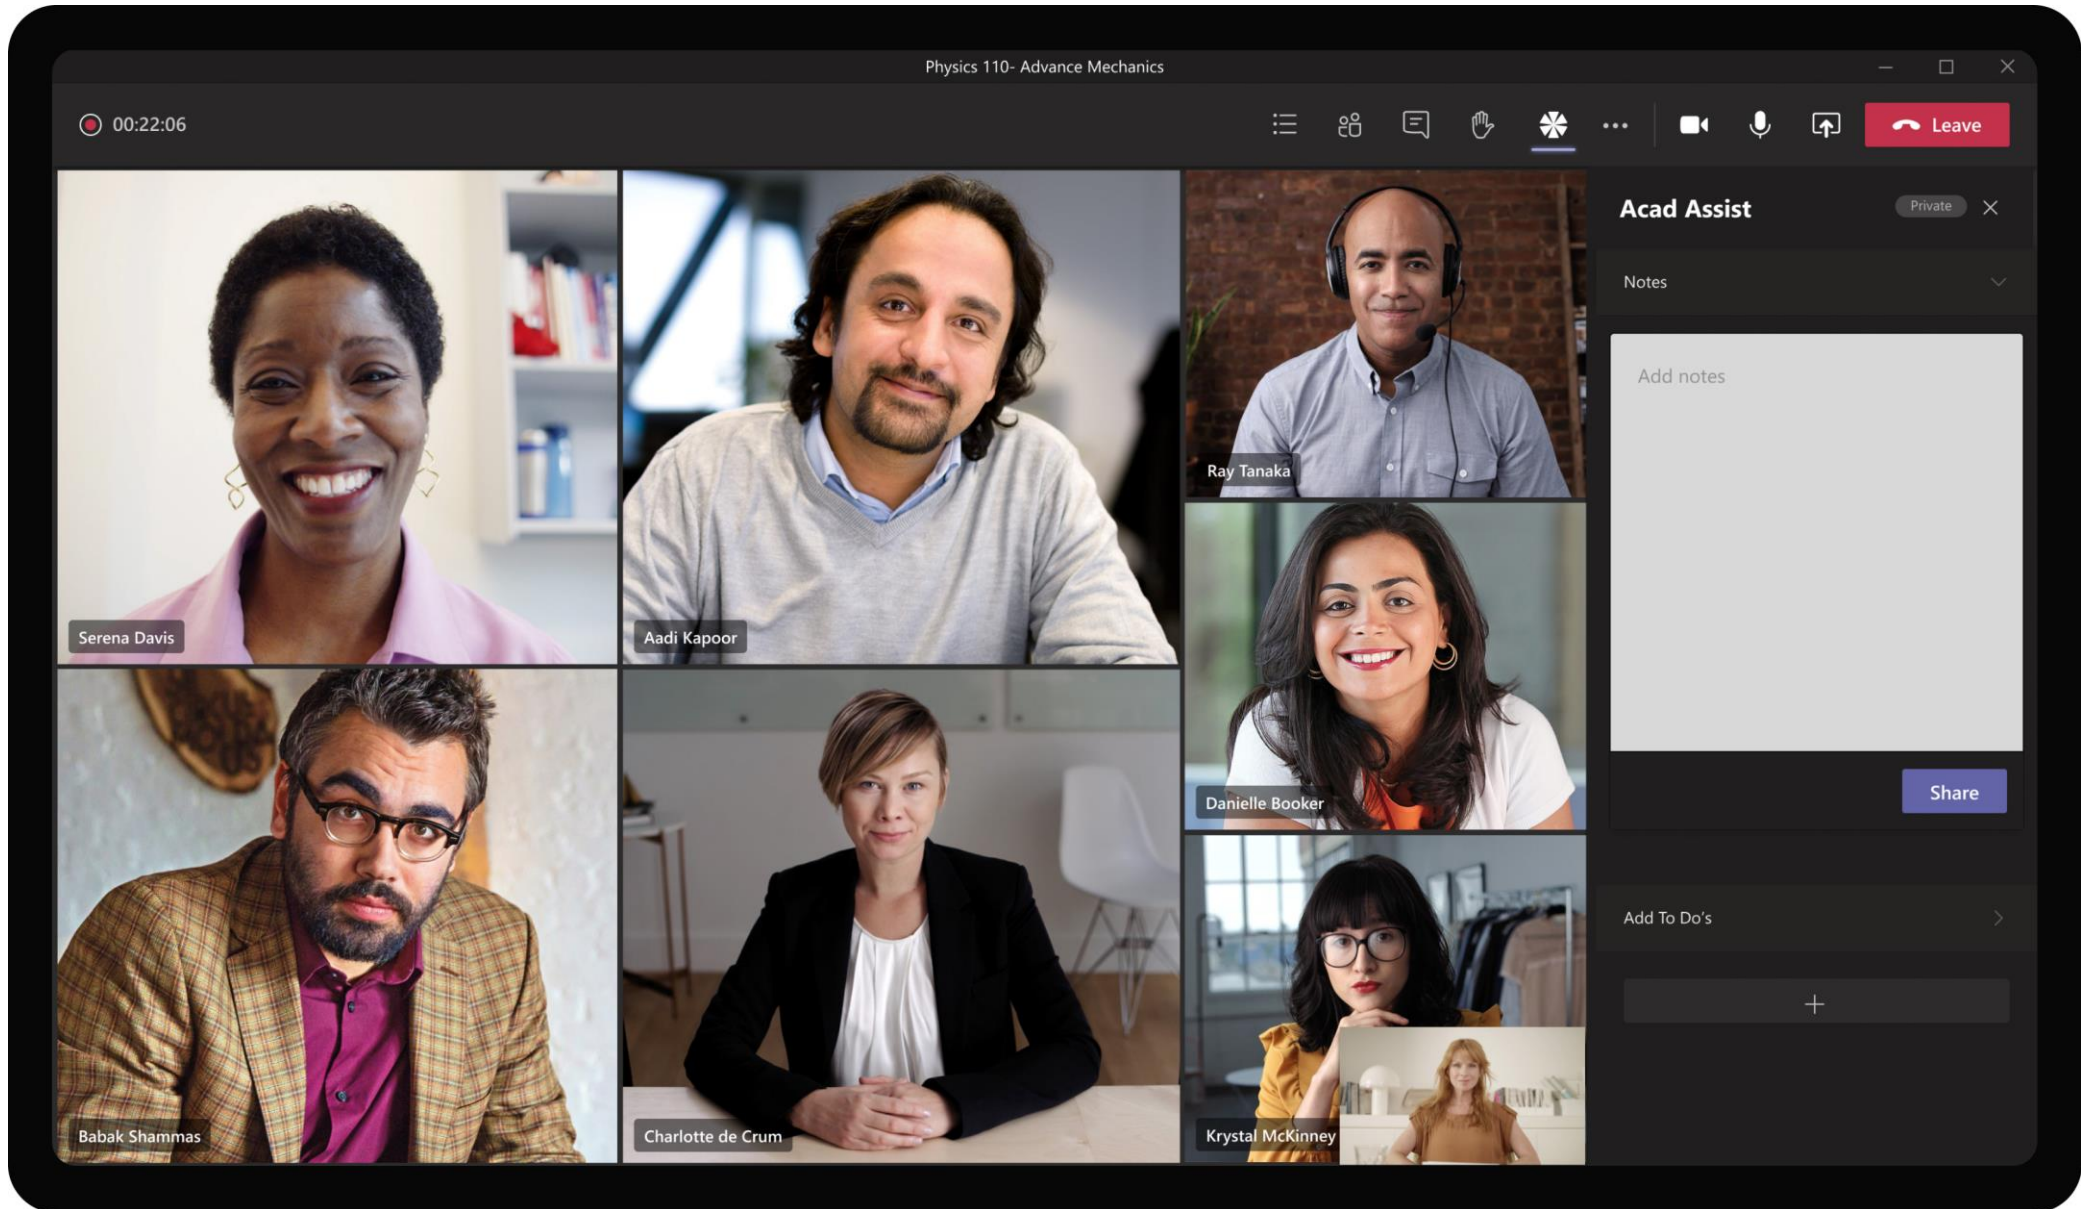 Physics 110- Advance Mechanics
00:22:06
Leave
Acad Assist
Private
Notes
Add notes
Ray Tanaka
Serena Davis
Aadi Kapoor
Danielle Booker
Share
Add To Do's
Babak Shammas
Charlotte de Crum
Krystal McKinney